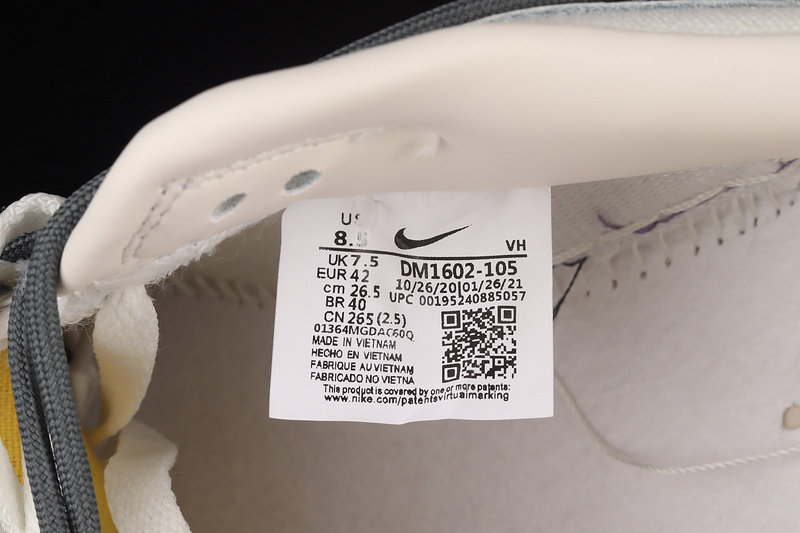 US
8.5
VH
UK 7.5
EUR 42
cm 26.5
BR 40
CN 265 (2.5)
DM1602-105
10/26/20|01/26/21
UPC 00195240885057
01364MGDAC60Q
MADE IN VIETNAM
HECHO EN VIETNAM
FABRIQUE AU VIETNAM
FABRICADO NO VIETNA
This product is covered by one or more patents:
www.nike.com/patentsvirtualmarking